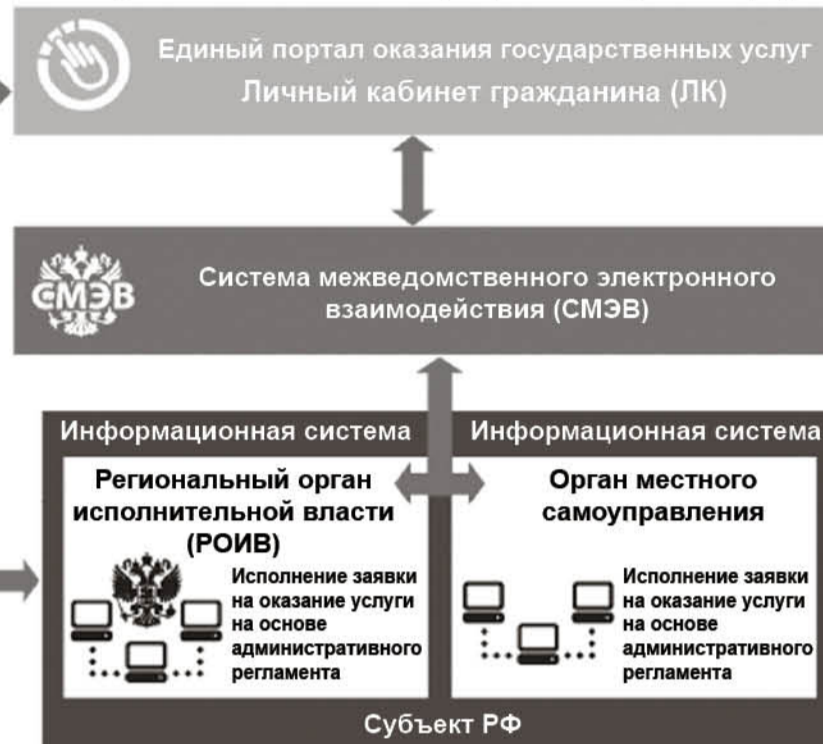 Единый портал оказания государственных услуг
Личный кабинет гражданина (ЛК)
СМЭВ
Система межведомственного электронного
взаимодействия (СМЭВ)
Информационная система
Региональный орган
исполнительной власти
(РОИВ)
Исполнение заявки
на оказание услуги
на основе
административного
регламента
Информационная система
Орган местного
самоуправления
Исполнение заявки
на оказание услуги
на основе
административного
регламента
Субъект РФ